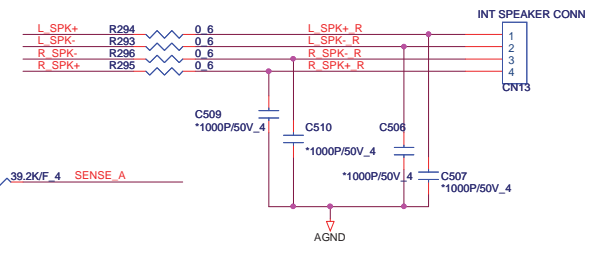 INT SPEAKER CONN
L_SPK+ R294 0_6 L_SPK+_R 1
L_SPK- R293 0_6 L_SPK-_R 2
R_SPK- R296 0_6 R_SPK-_R 3
R_SPK+ R295 0_6 R_SPK+_R 4
CN13
C509
*1000P/50V_4
C510
*1000P/50V_4
C506
*1000P/50V_4
C507
*1000P/50V_4
39.2K/F_4 SENSE_A
AGND